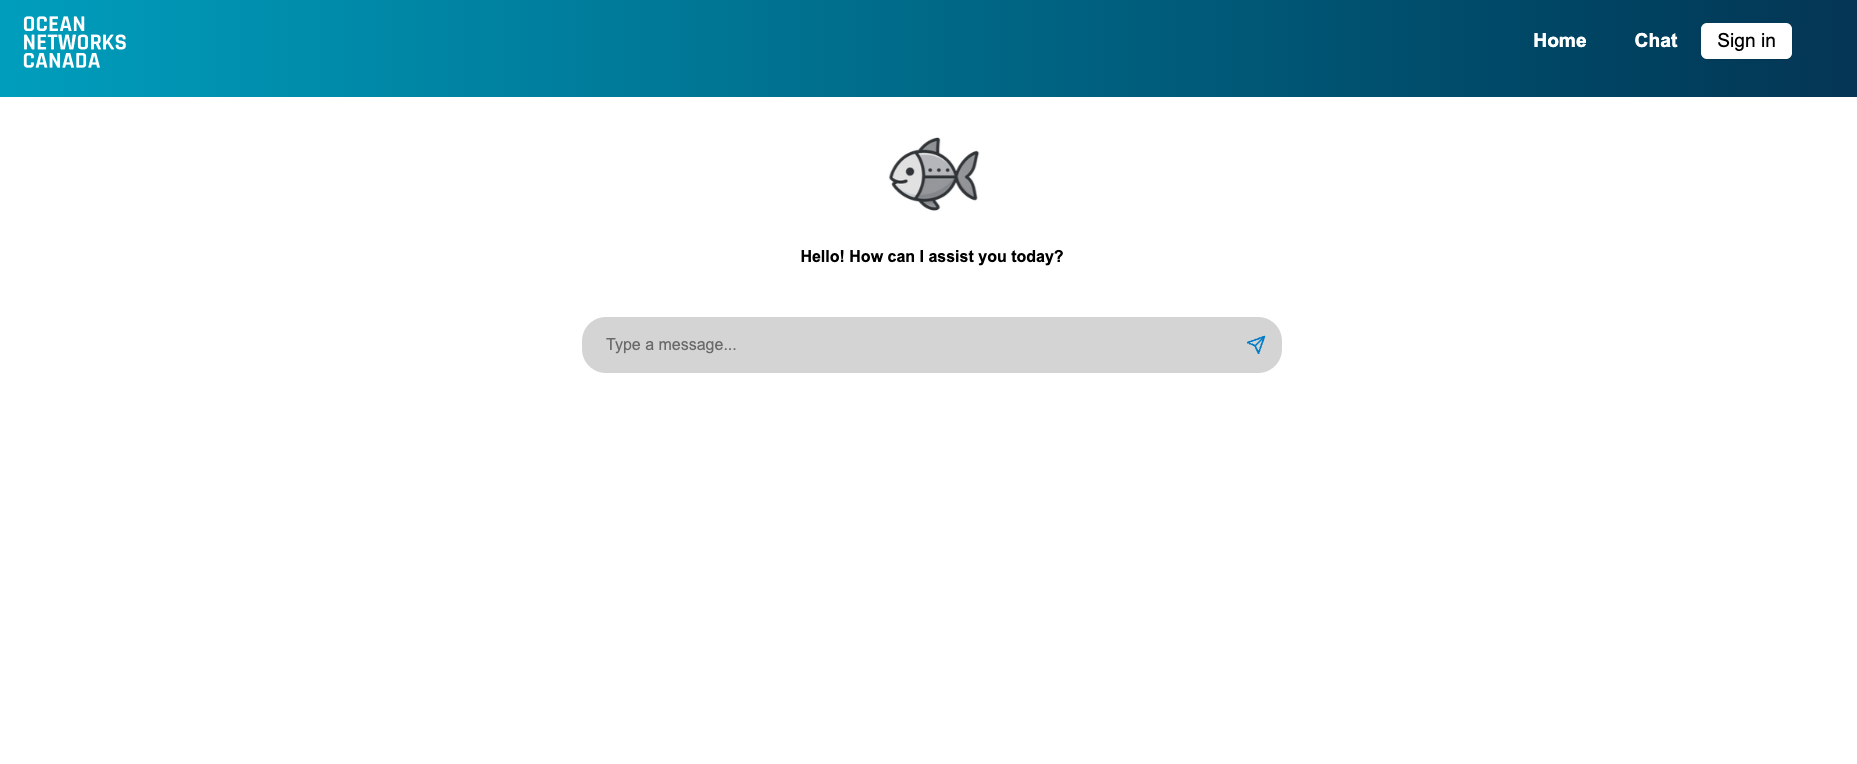 OCEAN
NETWORKS
CANADA
Home Chat Sign in
Hello! How can I assist you today?
Type a message...